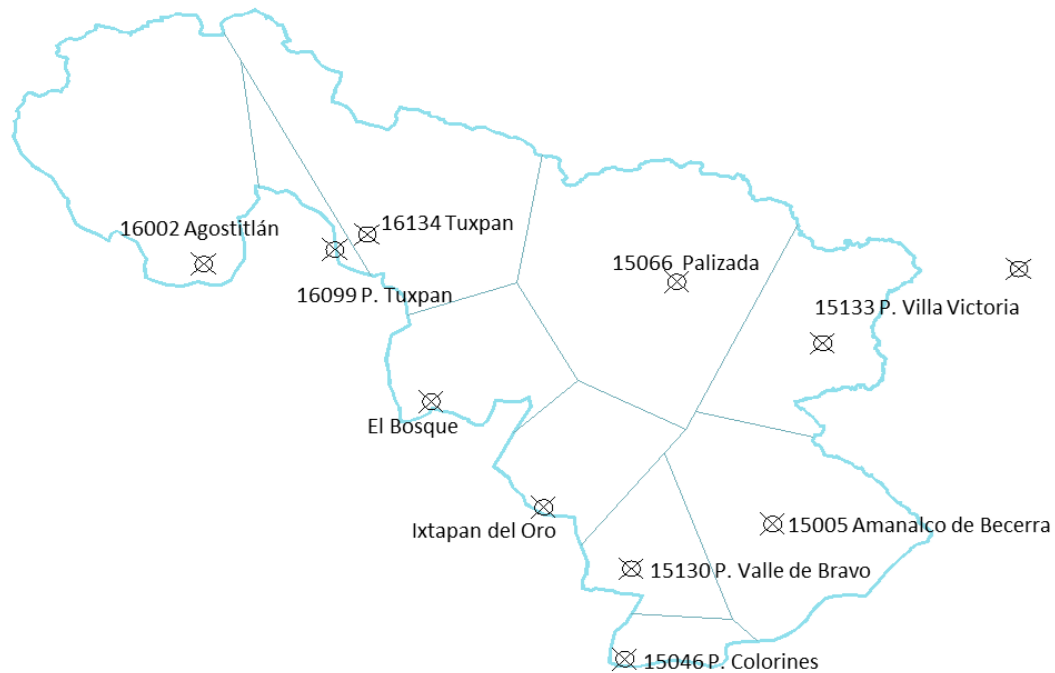 16002 Agostitlán
16134 Tuxpan
16099 P. Tuxpan
15066 Palizada
15133 P. Villa Victoria
El Bosque
Ixtapan del Oro
15005 Amanalco de Becerra
15130 P. Valle de Bravo
15046 P. Colorines